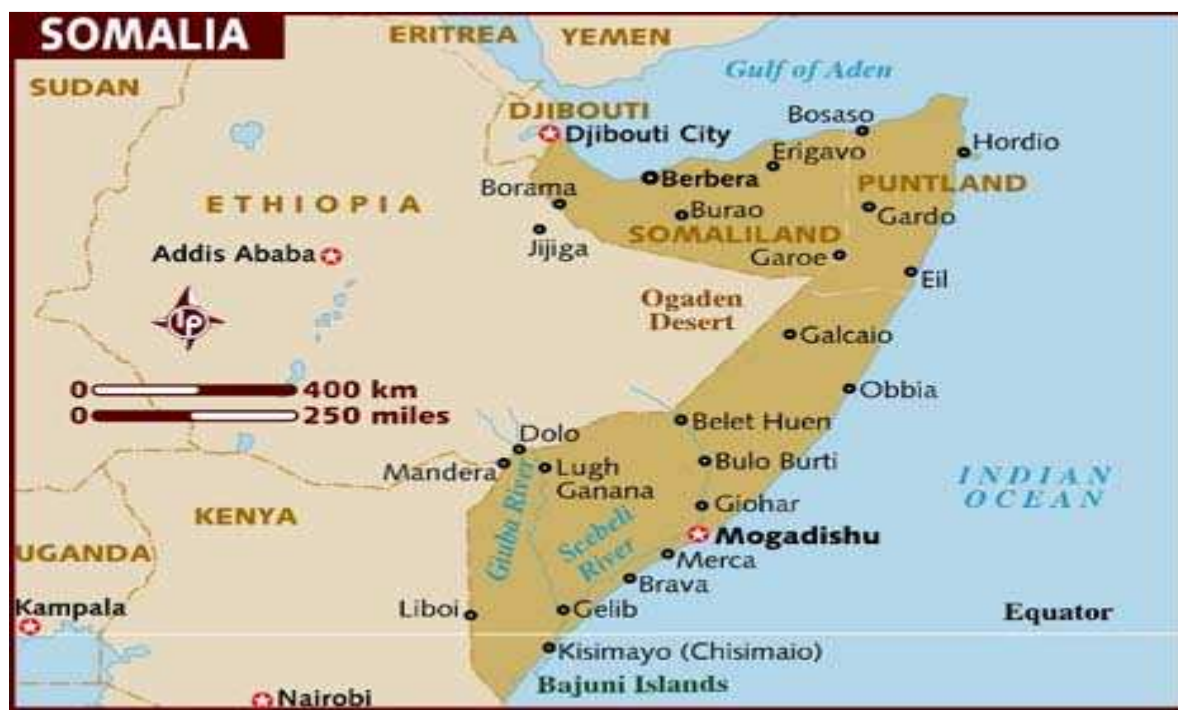 SOMALIA
ERITREA
YEMEN
SUDAN
Gulf of Aden
DJIBOUTI
Djibouti City
Bosaso
Hordio
Erigavo
Berbera
Borama
PUNTLAND
ETHIOPIA
Burao
Gardo
SOMALILAND
Jijiga
Addis Ababa
Garoe
Eil
Ogaden
Desert
LP
Galcaio
0 400 km
0 250 miles
Obbia
Belet Huen
Dolo
Mandera
Lugh
Ganana
Bulo Burti
INDIAN
OCEAN
Giuba River
Scebeli
River
Giohar
KENYA
Mogadishu
UGANDA
Merca
Brava
Kampala
Liboi
Gelib
Equator
Kisimayo (Chisimaio)
Bajuni Islands
Nairobi